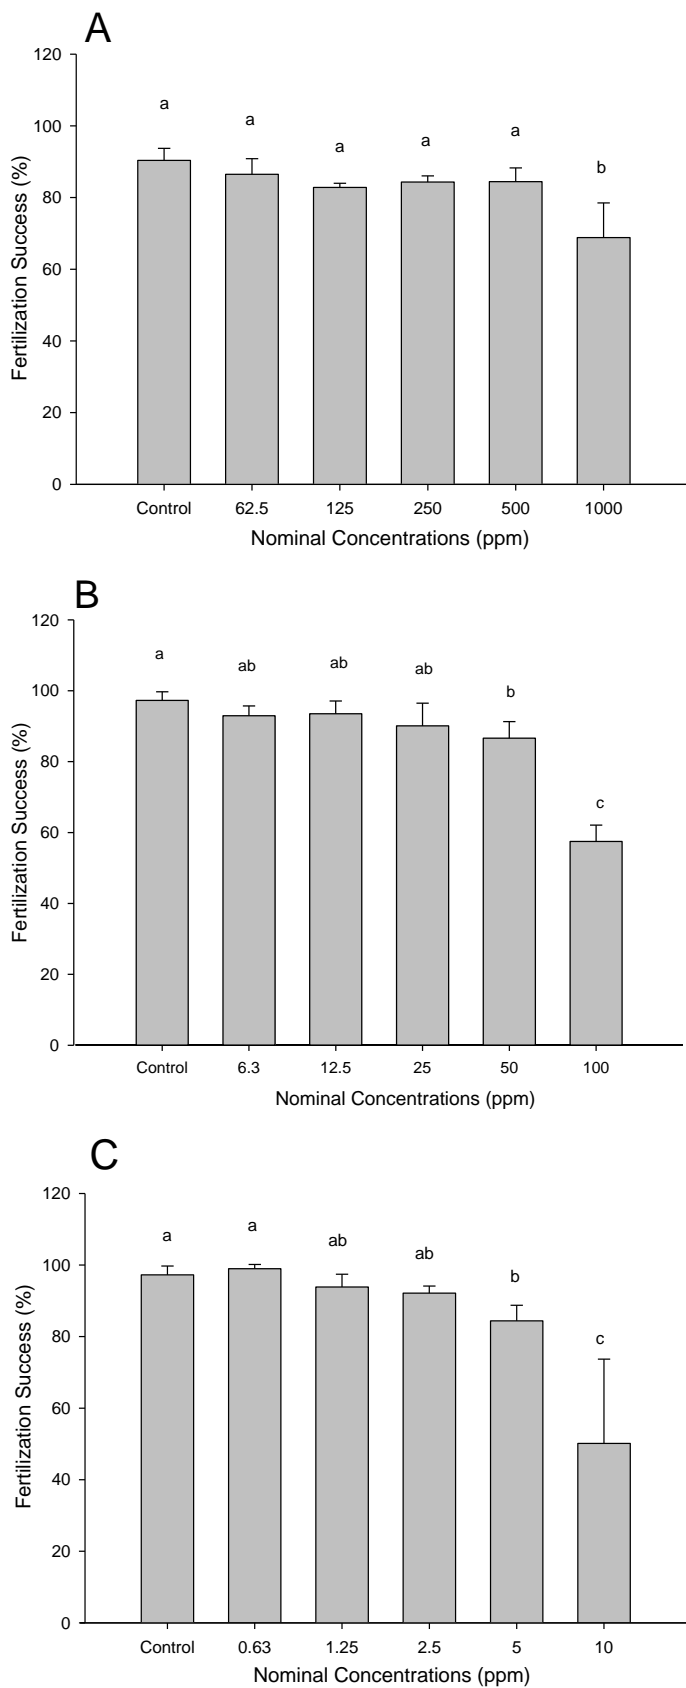 A
120
100
80
60
40
20
0
Fertilization Success (%)
a
a
a
a
a
b
Control 62.5 125 250 500 1000
Nominal Concentrations (ppm)
B
120
100
80
60
40
20
0
Fertilization Success (%)
a
ab
ab
ab
b
c
Control 6.3 12.5 25 50 100
Nominal Concentrations (ppm)
C
120
100
80
60
40
20
0
Fertilization Success (%)
a
a
ab
ab
b
c
Control 0.63 1.25 2.5 5 10
Nominal Concentrations (ppm)